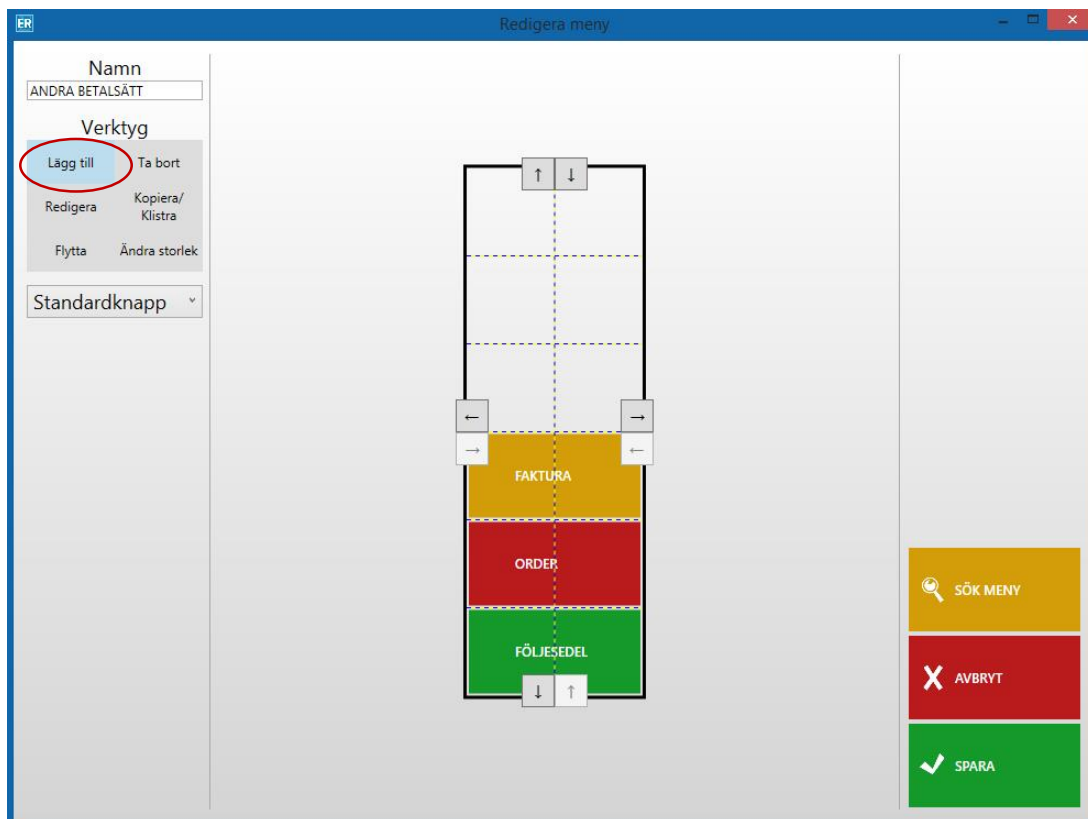 ER
Redigera meny
Namn
ANDRA BETALSÄTT
Verktyg
Lägg till
Ta bort
Redigera
Kopiera/
Klistra
Flytta
Ändra storlek
Standardknapp
↑ ↓
← →
→ ←
FAKTURA
ORDER
FÖLJESEDEL
↓ ↑
SÖK MENY
AVBRYT
SPARA